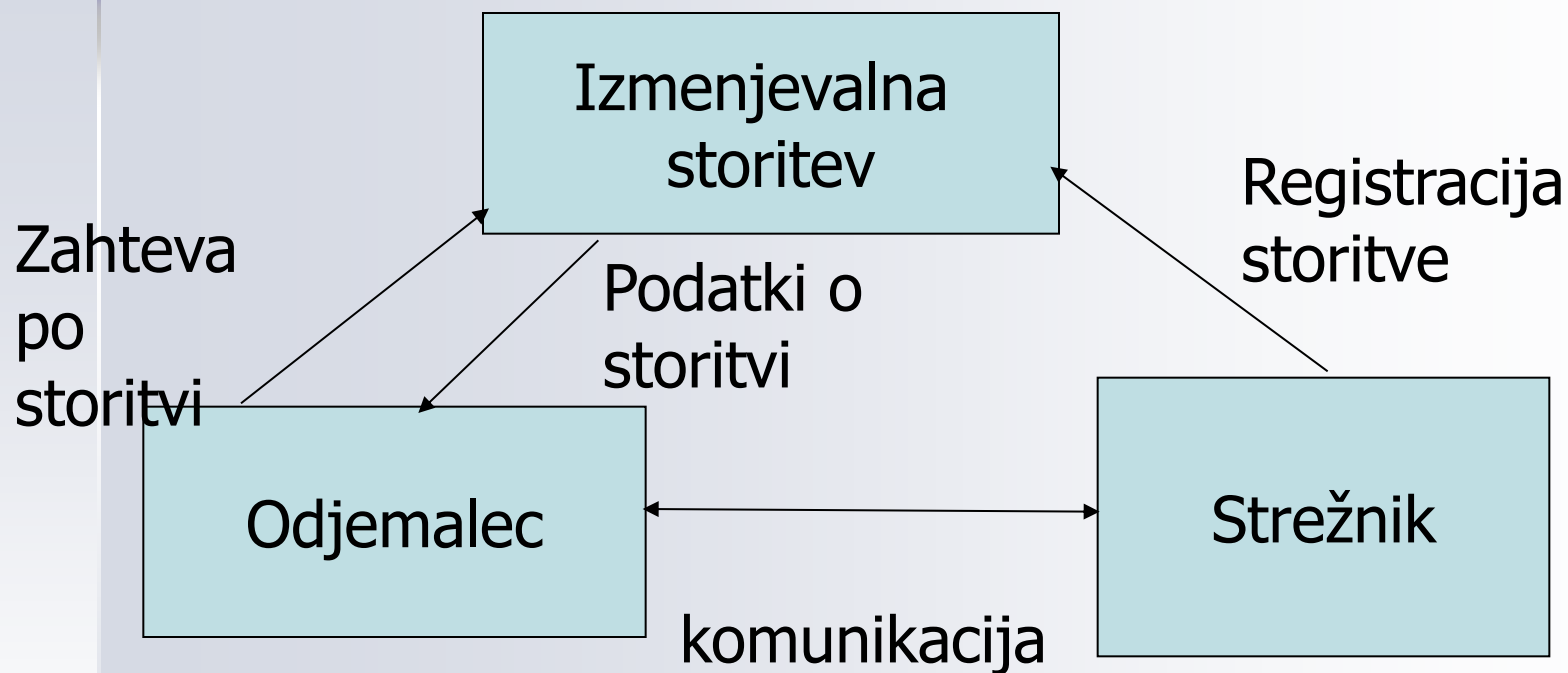 Izmenjevalna
storitev
Registracija
storitve
Zahteva
po
storitvi
Podatki o
storitvi
Odjemalec
Strežnik
komunikacija